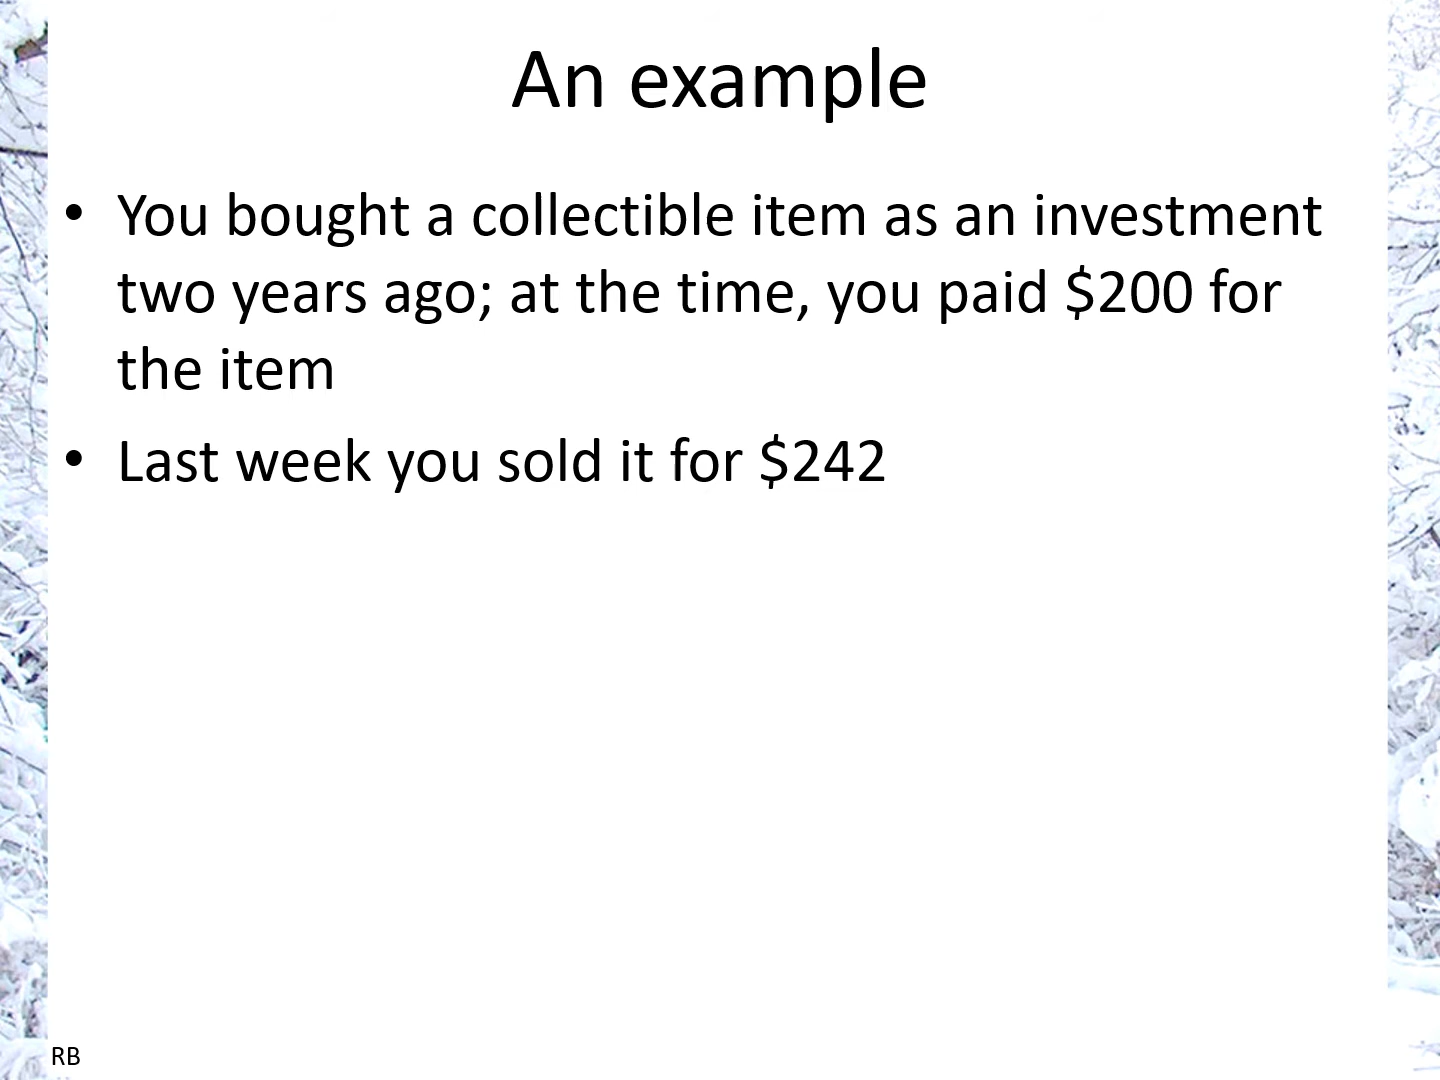 An example
• You bought a collectible item as an investment
two years ago; at the time, you paid $200 for
the item
• Last week you sold it for $242
RB